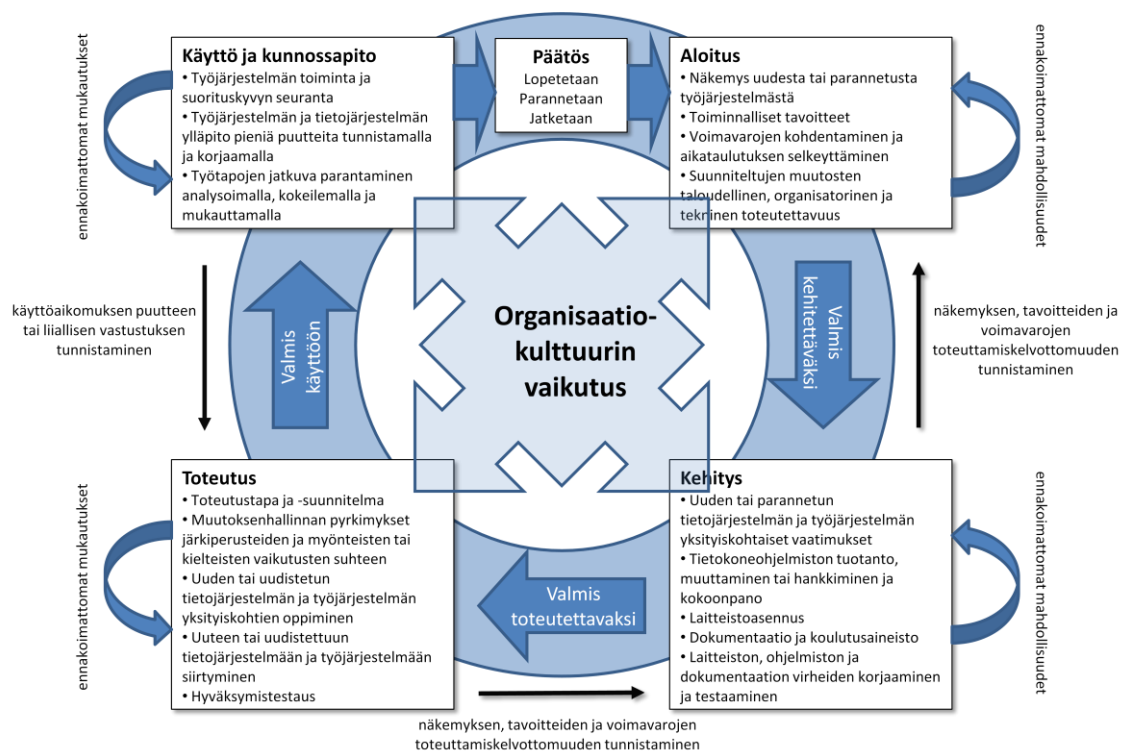 ennakoimattomat mukautukset
Käyttö ja kunnossapito
• Työjärjestelmän toiminta ja
suorituskyvyn seuranta
• Työjärjestelmän ja tietojärjestelmän
ylläpito pieniä puutteita tunnistamalla
ja korjaamalla
• Työtapojen jatkuva parantaminen
analysoimalla, kokeilemalla ja
mukauttamalla
Päätös
Lopetetaan
Parannetaan
Jatketaan
Aloitus
• Näkemys uudesta tai parannetusta
työjärjestelmästä
• Toiminnalliset tavoitteet
• Voimavarojen kohdentaminen ja
aikataulutuksen selkeyttäminen
• Suunniteltujen muutosten
taloudellinen, organisatorinen ja
tekninen toteutettavuus
ennakoimattomat mahdollisuudet
käyttöaikomuksen puutteen
tai liiallisen vastustuksen
tunnistaminen
Valmis
käyttöön
Organisaatio-
kulttuurin
vaikutus
Valmis
kehitettäväksi
näkemyksen, tavoitteiden ja
voimavarojen
toteuttamiskelvottomuuden
tunnistaminen
ennakoimattomat mukautukset
Toteutus
• Toteutustapa ja -suunnitelma
• Muutoksenhallinnan pyrkimykset
järkiperusteiden ja myönteisten tai
kielteisten vaikutusten suhteen
• Uuden tai uudistetun
tietojärjestelmän ja työjärjestelmän
yksityiskohtien oppiminen
• Uuteen tai uudistettuun
tietojärjestelmään ja työjärjestelmään
siirtyminen
• Hyväksymistestaus
Valmis
toteutettavaksi
Kehitys
• Uuden tai parannetun
tietojärjestelmän ja työjärjestelmän
yksityiskohtaiset vaatimukset
• Tietokoneohjelmiston tuotanto,
muuttaminen tai hankkiminen ja
kokoonpano
• Laitteistoasennus
• Dokumentaatio ja koulutusaineisto
• Laitteiston, ohjelmiston ja
dokumentaation virheiden korjaaminen
ja testaaminen
ennakoimattomat mahdollisuudet
näkemyksen, tavoitteiden ja voimavarojen
toteuttamiskelvottomuuden tunnistaminen